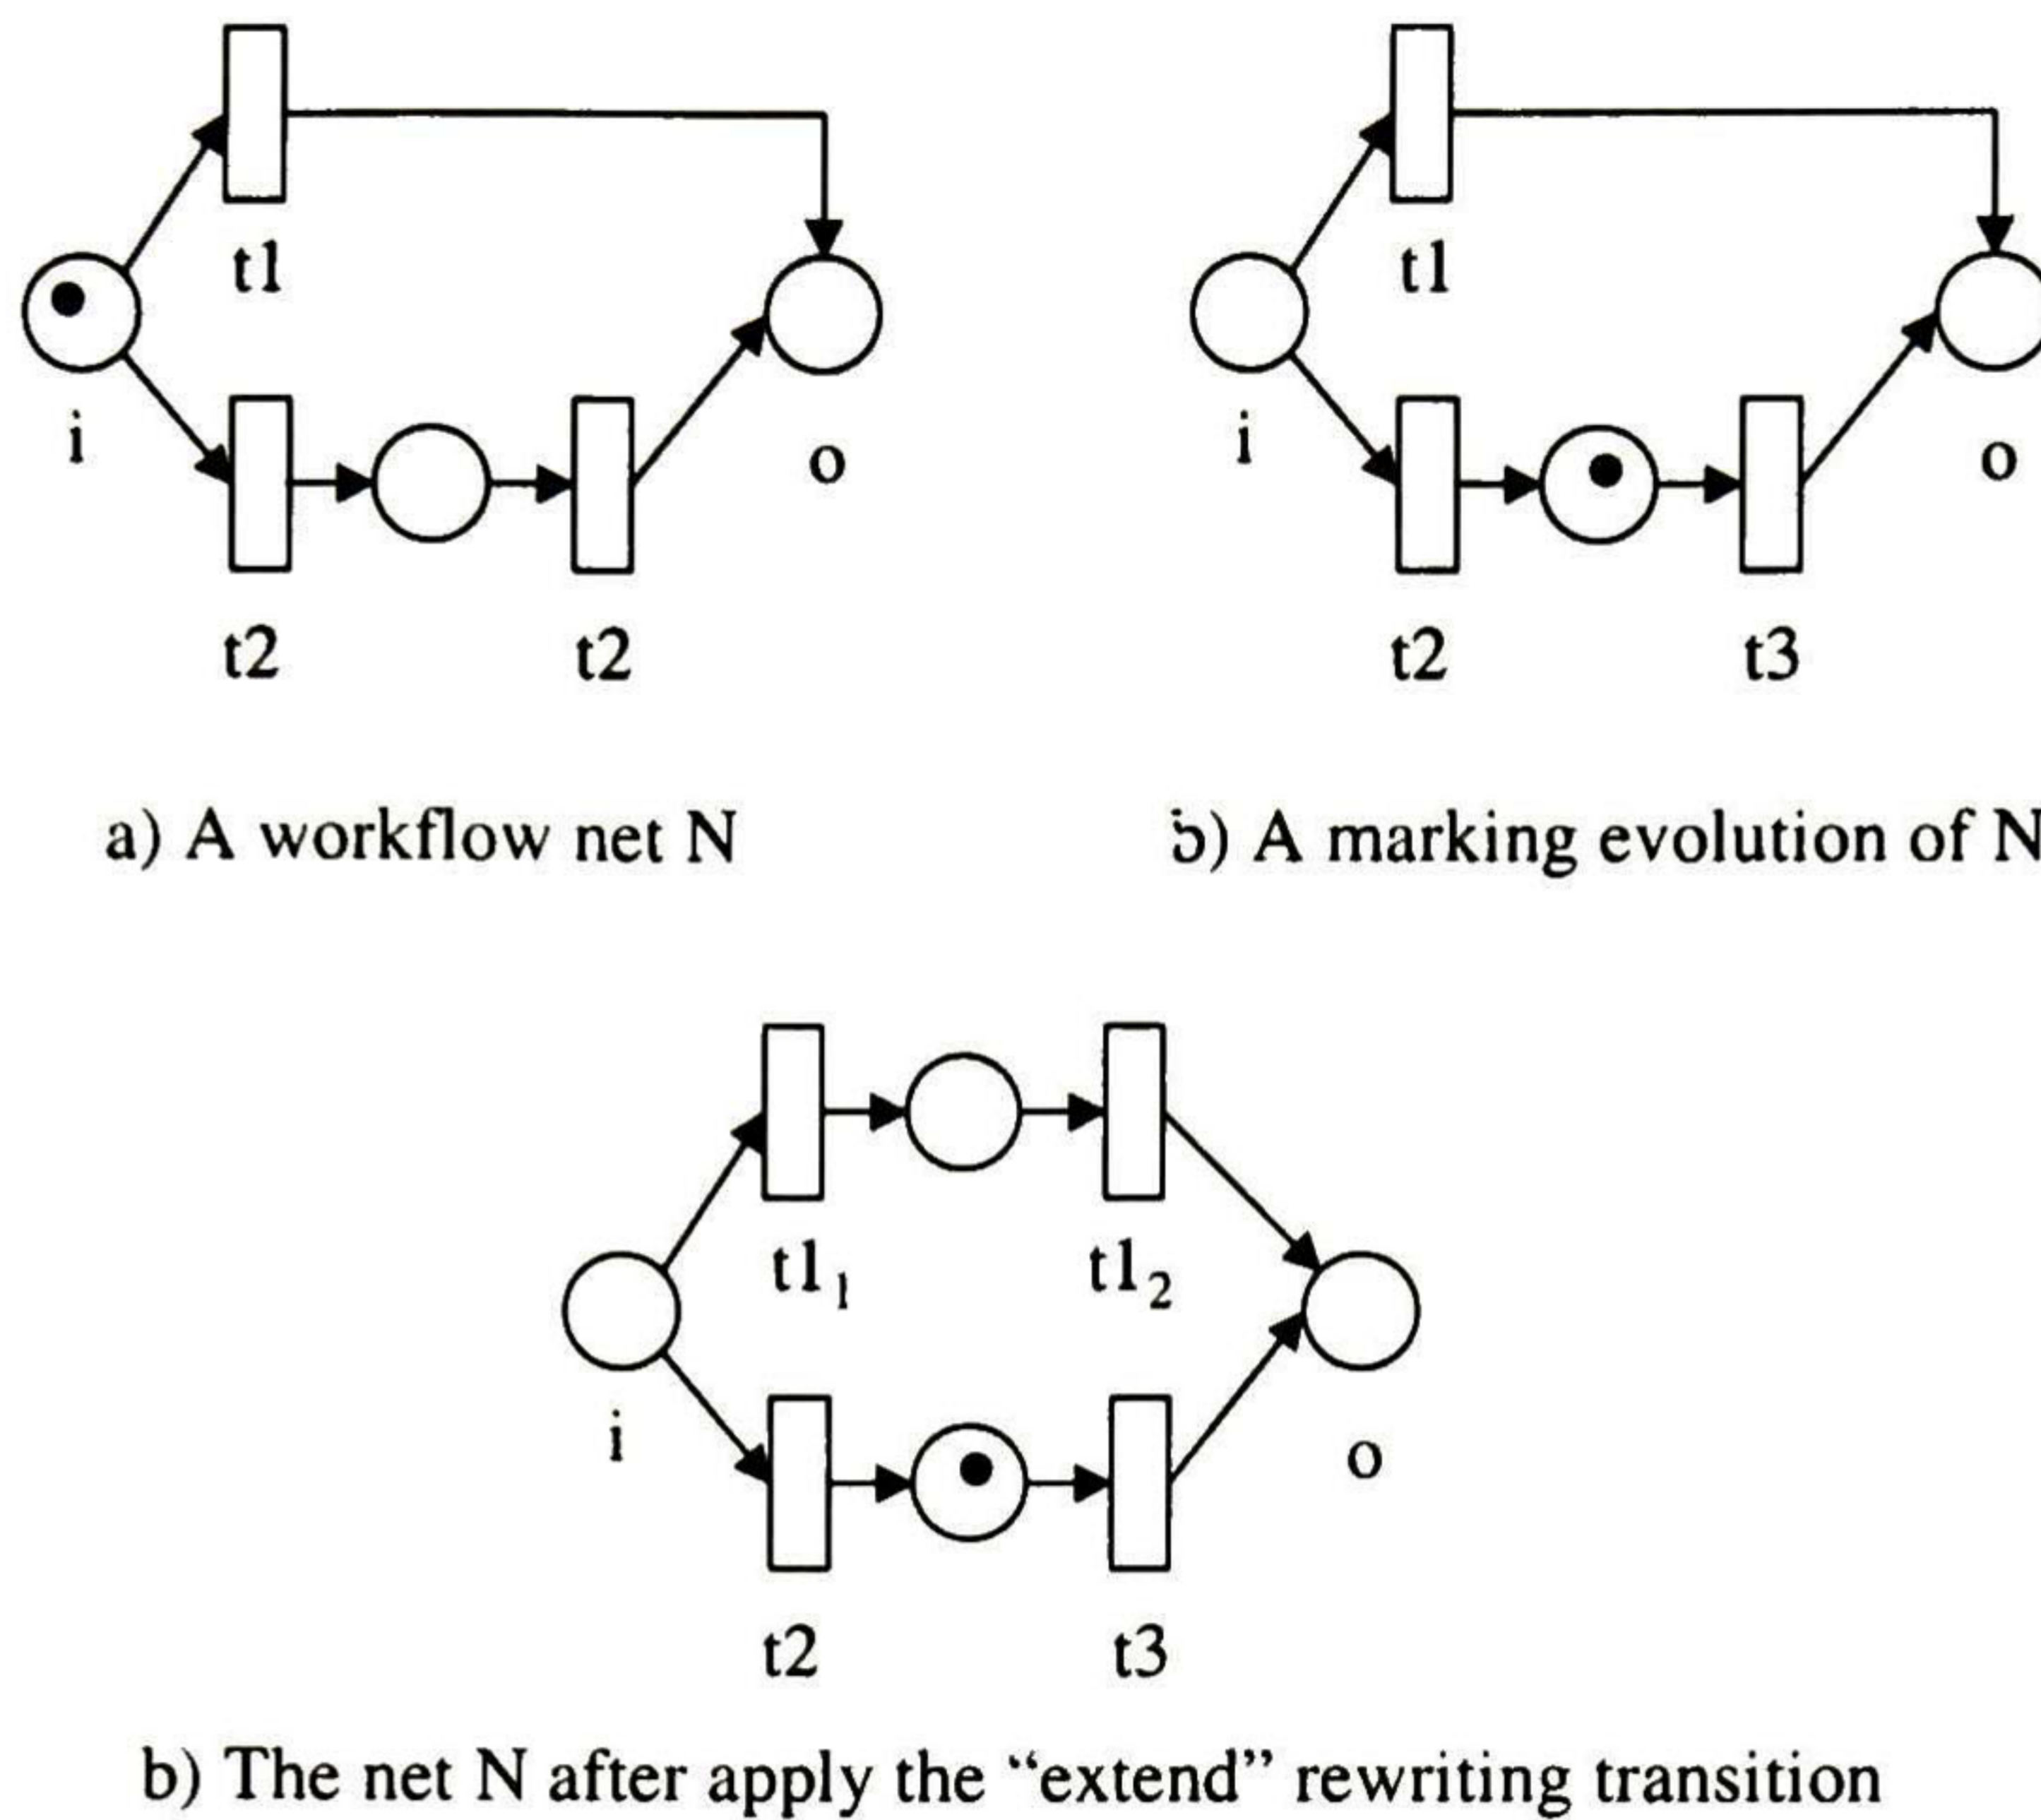 t1
t1
i
o
i
o
t2
t2
t2
t3
a) A workflow net N
b) A marking evolution of N
t1₁
t1₂
i
o
t2
t3
b) The net N after apply the “extend” rewriting transition